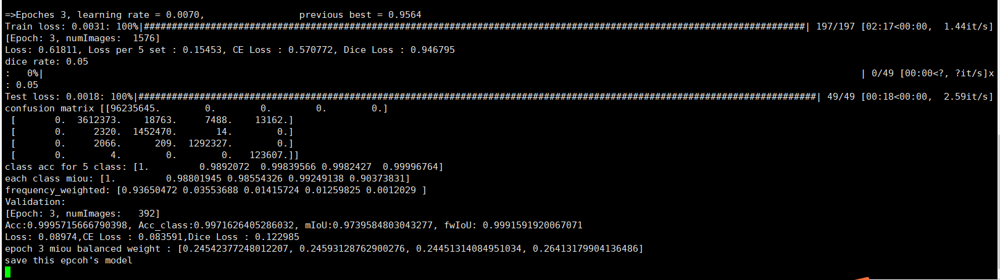 =>Epoches 3, learning rate = 0.0070,                 previous best = 0.9564
Train loss: 0.0031: 100%|######################################################################################################################| 197/197 [02:17<00:00,  1.44it/s]
[Epoch: 3, numImages:  1576]
Loss: 0.61811, Loss per 5 set : 0.15453, CE Loss : 0.570772, Dice Loss : 0.946795
dice rate: 0.05
:   0%|                                                                                                                                                   | 0/49 [00:00<?, ?it/s]x
: 0.05
Test loss: 0.0018: 100%|#########################################################################################################################| 49/49 [00:18<00:00,  2.59it/s]
confusion matrix [[96235645.        0.        0.        0.        0.]
 [       0.  3612373.    18763.     7488.    13162.]
 [       0.     2320.  1452470.       14.        0.]
 [       0.     2066.      209.  1292327.        0.]
 [       0.        4.        0.        0.   123607.]]
class acc for 5 class: [1.         0.9892072  0.99839566 0.9982427  0.99996764]
each class miou: [1.         0.98801945 0.98554326 0.99249138 0.90373831]
frequency_weighted: [0.93650472 0.03553688 0.01415724 0.01259825 0.0012029 ]
Validation:
[Epoch: 3, numImages:   392]
Acc:0.9995715666790398, Acc_class:0.9971626405286032, mIoU:0.9739584803043277, fwIoU: 0.9991591920067071
Loss: 0.08974,CE Loss : 0.083591,Dice Loss : 0.122985
epoch 3 miou balanced weight : [0.24542377248012207, 0.24593128762900276, 0.24451314084951034, 0.26413179904136486]
save this epcoh's model